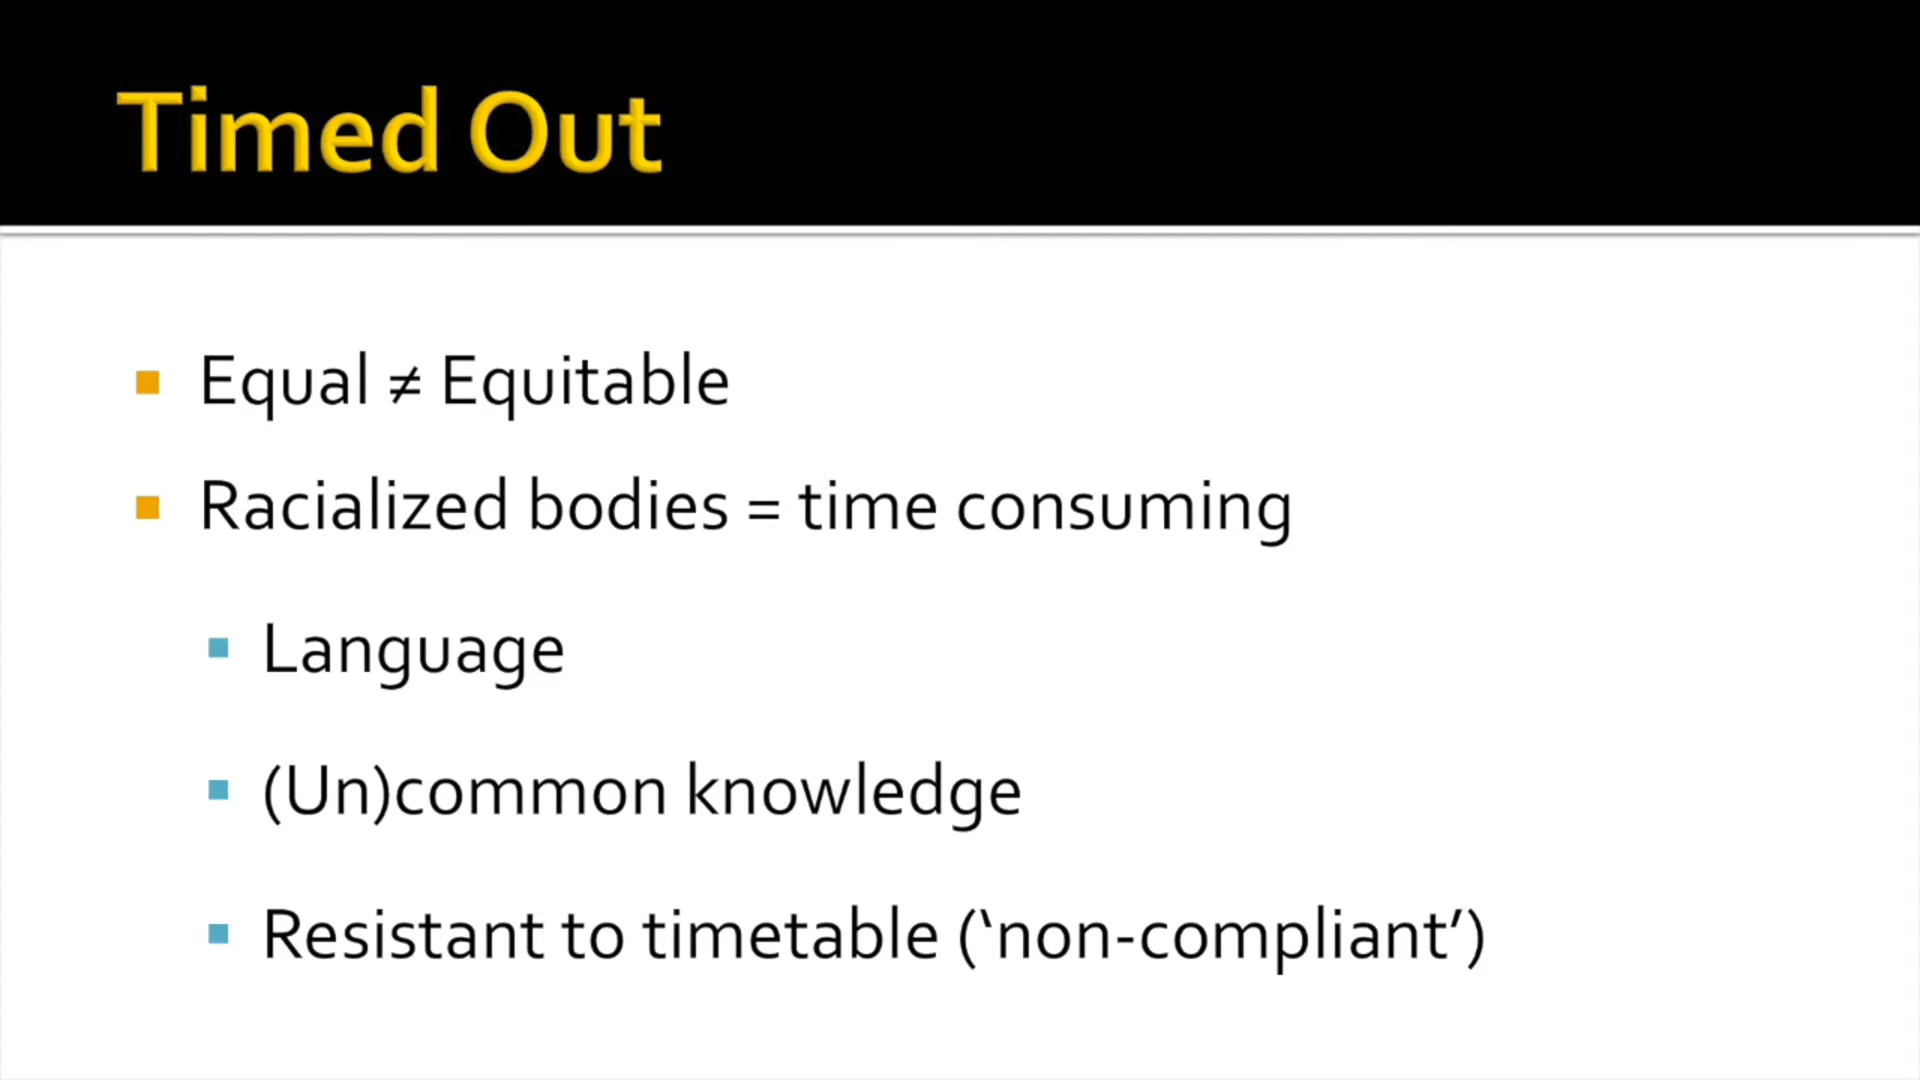 Timed Out
Equal ≠ Equitable
Racialized bodies = time consuming
Language
(Un)common knowledge
Resistant to timetable (‘non-compliant’)